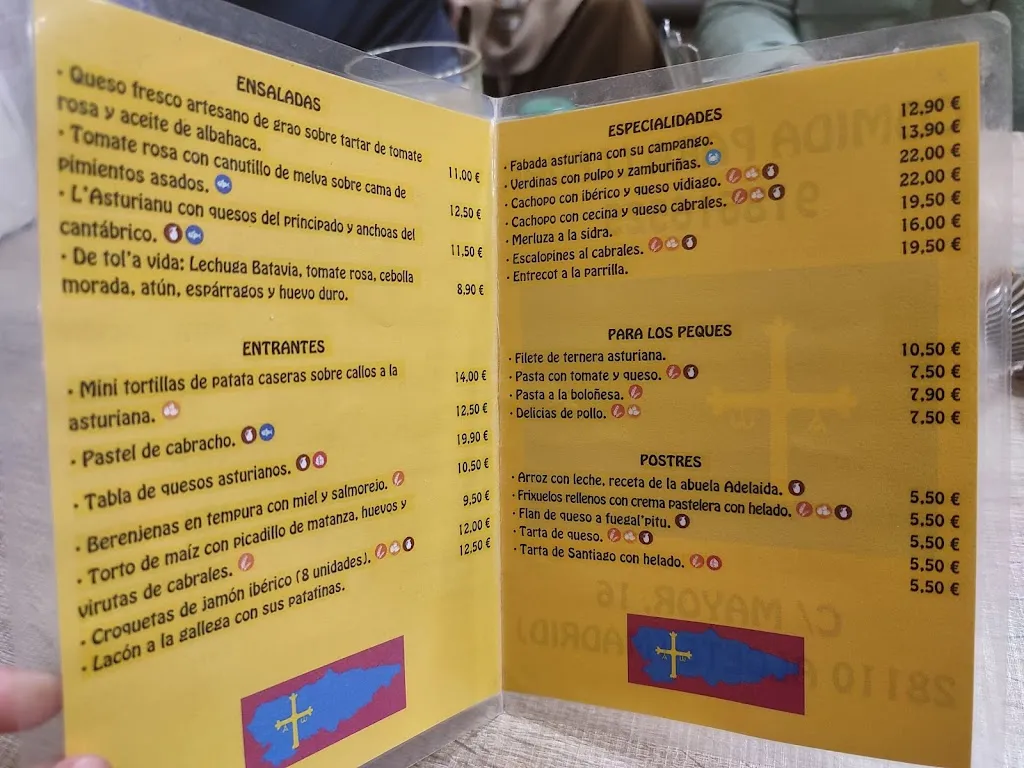 ENSALADAS
· Queso fresco artesano de grao sobre tartar de tomate
rosa y aceite de albahaca. 11.00 €
· Tomate rosa con canutillo de melva sobre cama de
pimientos asados. 12,50 €
· L'Asturianu con quesos del principado y anchoas del
cantábrico. 11,50 €
· De tol'a vida: Lechuga Batavia, tomate rosa, cebolla
morada, atún, espárragos y huevo duro. 8,90 €
ENTRANTES
· Mini tortillas de patata caseras sobre callos a la
asturiana. 14,00 €
· Pastel de cabracho. 12,50 €
· Tabla de quesos asturianos. 19,90 €
· Berenjenas en tempura con miel y salmorejo. 10,50 €
· Torto de maíz con picadillo de matanza, huevos y
virutas de cabrales. 9,50 €
· Croquetas de jamón ibérico (8 unidades). 12.00 €
· Lacón a la gallega con sus patatinas. 12,50 €
ESPECIALIDADES
· Fabada asturiana con su campango. 12,90 €
· Verdinas con pulpo y zamburiñas. 13,90 €
· Cachopo con ibérico y queso vidiago. 22,00 €
· Cachopo con cecina y queso cabrales. 22,00 €
· Merluza a la sidra. 19,50 €
· Escalopines al cabrales. 16,00 €
· Entrecot a la parrilla. 19,50 €
PARA LOS PEQUES
· Filete de ternera asturiana. 10,50 €
· Pasta con tomate y queso. 7,50 €
· Pasta a la boloñesa. 7,90 €
· Delicias de pollo. 7,50 €
POSTRES
· Arroz con leche, receta de la abuela Adelaida. 5,50 €
· Frixuelos rellenos con crema pastelera con helado. 5,50 €
· Flan de queso a fuegal'pitu. 5,50 €
· Tarta de queso. 5,50 €
· Tarta de Santiago con helado. 5,50 €
C/ MAYOR, 16
28110